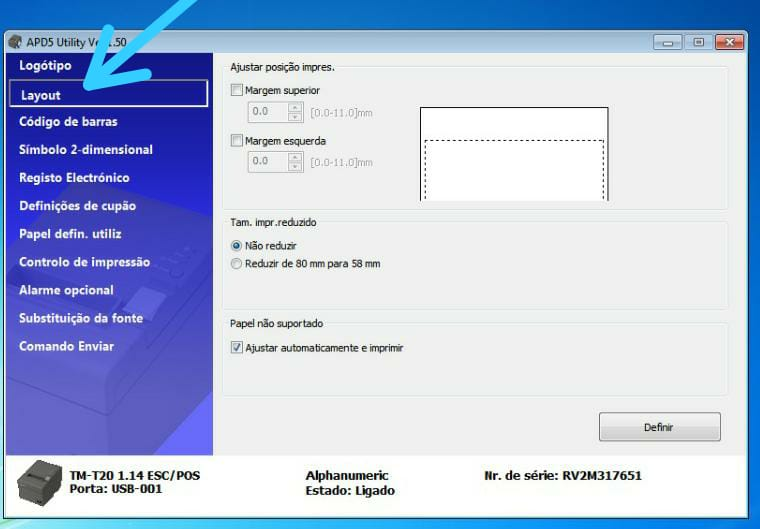 APD5 Utility Ve .50
Logótipo
Layout
Código de barras
Símbolo 2-dimensional
Registo Electrónico
Definições de cupão
Papel defin. utiliz
Controlo de impressão
Alarme opcional
Substituição da fonte
Comando Enviar
Ajustar posição impres.
Margem superior
0.0 [0.0-11.0]mm
Margem esquerda
0.0 [0.0-11.0]mm
Tam. impr.reduzido
Não reduzir
Reduzir de 80 mm para 58 mm
Papel não suportado
Ajustar automaticamente e imprimir
Definir
TM-T20 1.14 ESC/POS
Porta: USB-001
Alphanumeric
Estado: Ligado
Nr. de série: RV2M317651